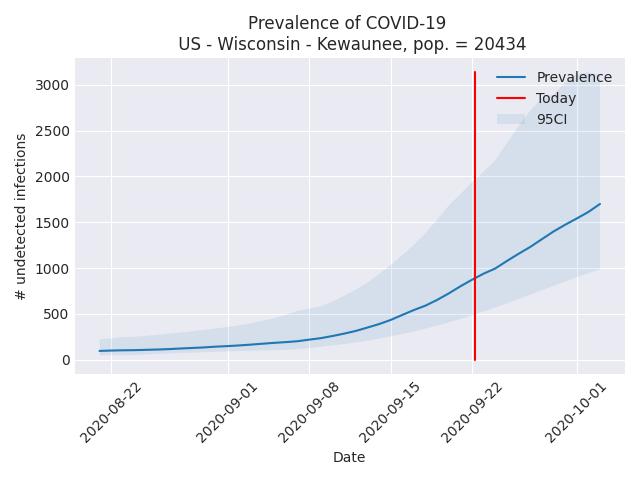 Prevalence of COVID-19
US - Wisconsin - Kewaunee, pop. = 20434
Prevalence
Today
95CI
3000
2500
2000
1500
1000
500
0
# undetected infections
2020-08-22
2020-09-01
2020-09-08
2020-09-15
2020-09-22
2020-10-01
Date